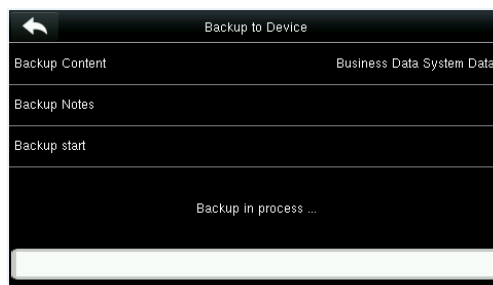 Backup to Device
Backup Content Business Data System Data
Backup Notes
Backup start
Backup in process ...